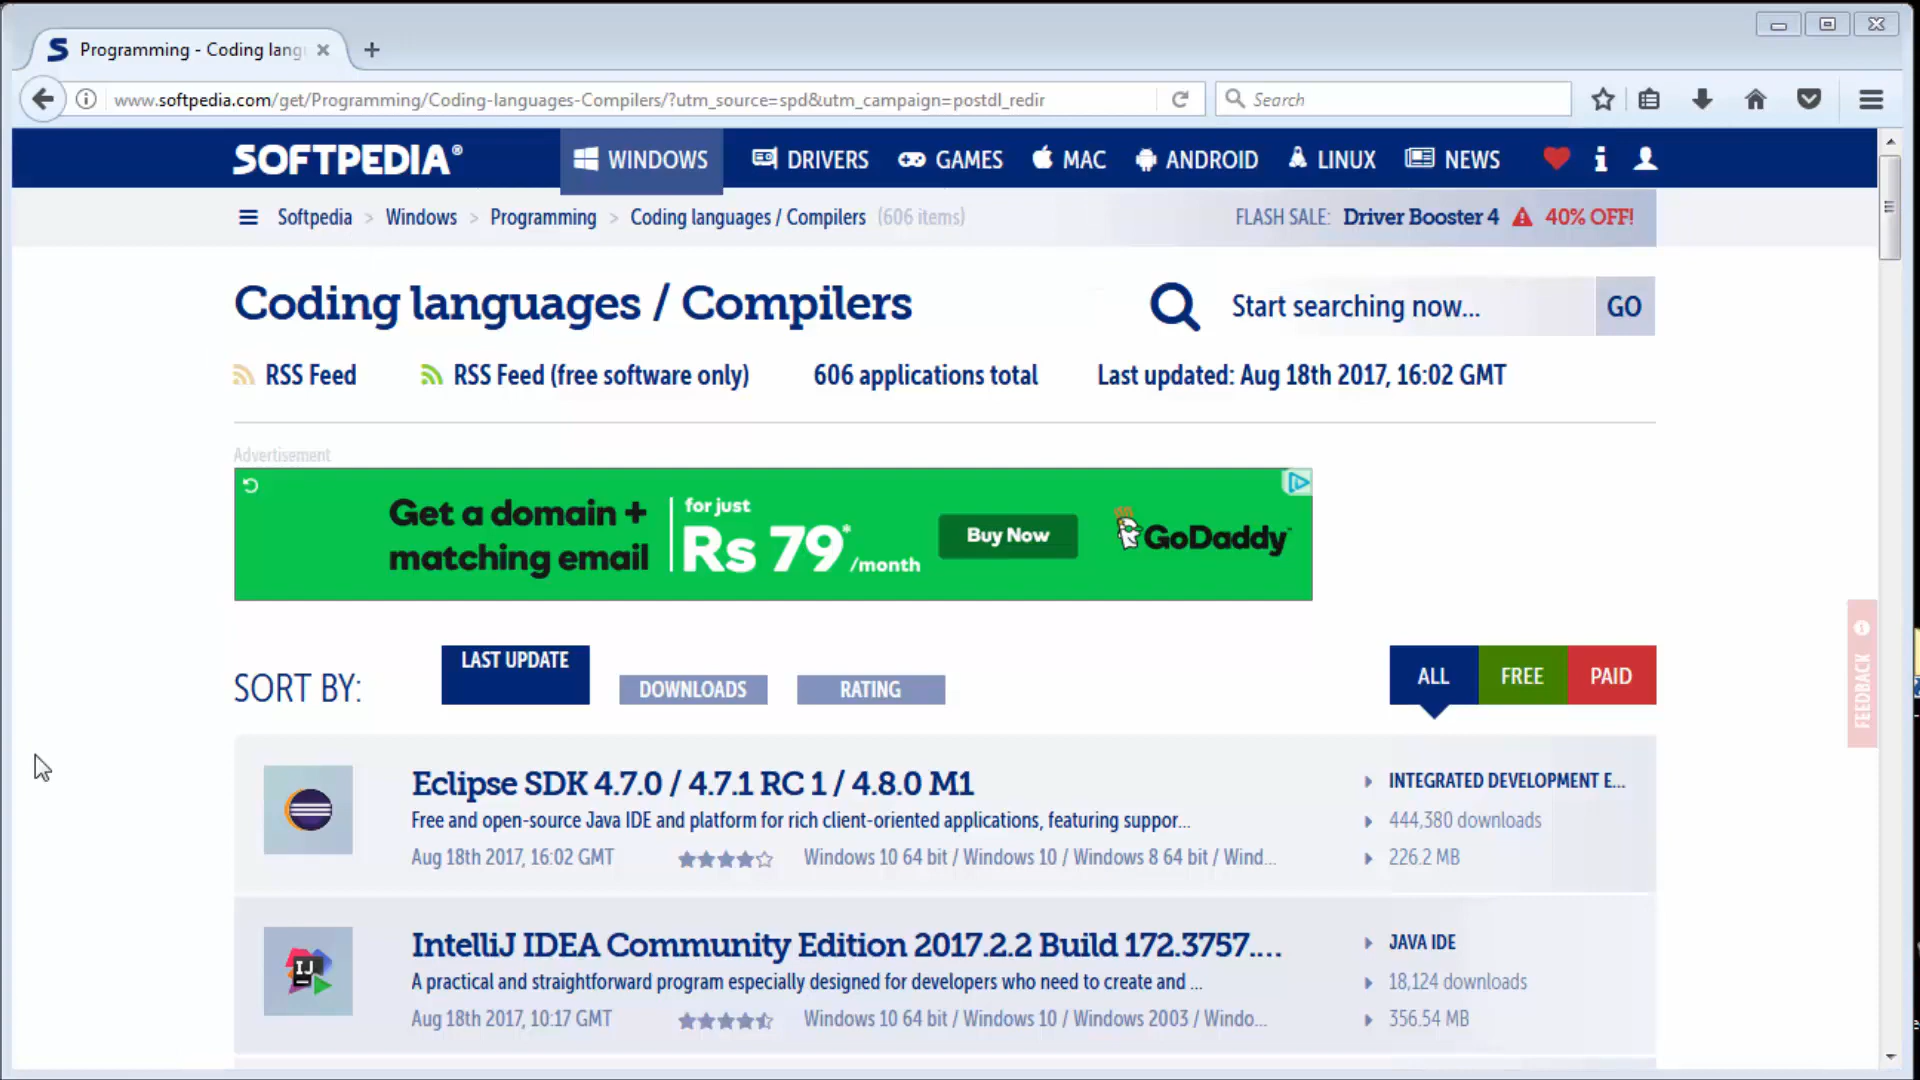 Programming - Coding lang
www.softpedia.com/get/Programming/Coding-languages-Compilers/?utm_source=spd&utm_campaign=postdl_redir
Search
SOFTPEDIA®
WINDOWS
DRIVERS
GAMES
MAC
ANDROID
LINUX
NEWS
Softpedia > Windows > Programming > Coding languages / Compilers (606 items)
FLASH SALE: Driver Booster 4 40% OFF!
Coding languages / Compilers
Start searching now...
GO
RSS Feed
RSS Feed (free software only)
606 applications total
Last updated: Aug 18th 2017, 16:02 GMT
Advertisement
Get a domain +
matching email
for just
Rs 79*/month
Buy Now
GoDaddy
SORT BY:
LAST UPDATE
DOWNLOADS
RATING
ALL
FREE
PAID
FEEDBACK
Eclipse SDK 4.7.0 / 4.7.1 RC 1 / 4.8.0 M1
Free and open-source Java IDE and platform for rich client-oriented applications, featuring suppor...
Aug 18th 2017, 16:02 GMT
Windows 10 64 bit / Windows 10 / Windows 8 64 bit / Wind...
INTEGRATED DEVELOPMENT E...
444,380 downloads
226.2 MB
IJ
IntelliJ IDEA Community Edition 2017.2.2 Build 172.3757....
A practical and straightforward program especially designed for developers who need to create and ...
Aug 18th 2017, 10:17 GMT
Windows 10 64 bit / Windows 10 / Windows 2003 / Windo...
JAVA IDE
18,124 downloads
356.54 MB